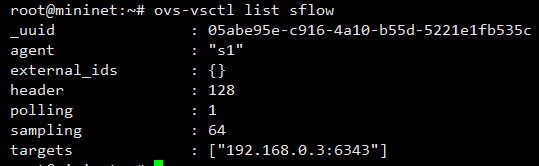 root@mininet:~# ovs-vsctl list sflow
_uuid               : 05abe95e-c916-4a10-b55d-5221e1fb535c
agent               : "s1"
external_ids        : {}
header              : 128
polling             : 1
sampling            : 64
targets             : ["192.168.0.3:6343"]
root@mininet:~#